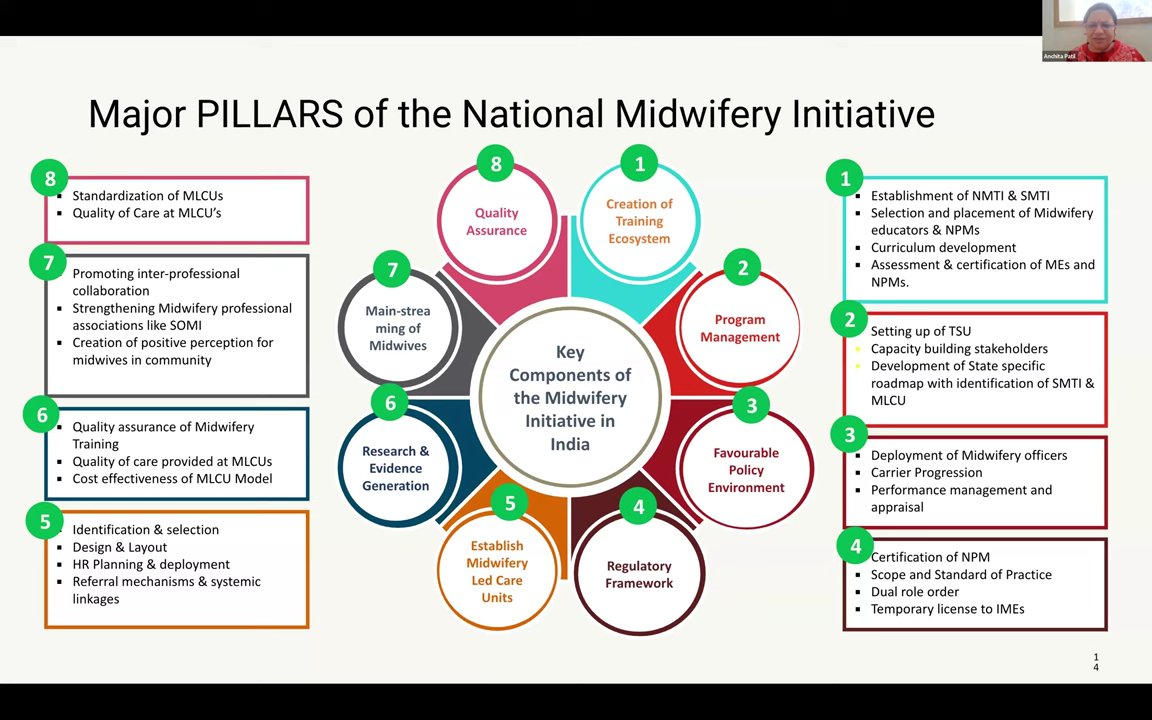 Anchita Patil
Major PILLARS of the National Midwifery Initiative
8
Standardization of MLCUs
Quality of Care at MLCU's
7
Promoting inter-professional
collaboration
Strengthening Midwifery professional
associations like SOMI
Creation of positive perception for
midwives in community
6
Quality assurance of Midwifery
Training
Quality of care provided at MLCUs
Cost effectiveness of MLCU Model
5
Identification & selection
Design & Layout
HR Planning & deployment
Referral mechanisms & systemic
linkages
8
Quality
Assurance
1
Creation of
Training
Ecosystem
7
Main-strea
ming of
Midwives
2
Program
Management
Key
Components of
the Midwifery
Initiative in
India
6
Research &
Evidence
Generation
3
Favourable
Policy
Environment
5
Establish
Midwifery
Led Care
Units
4
Regulatory
Framework
1
Establishment of NMTI & SMTI
Selection and placement of Midwifery
educators & NPMs
Curriculum development
Assessment & certification of MEs and
NPMs.
2
Setting up of TSU
Capacity building stakeholders
Development of State specific
roadmap with identification of SMTI &
MLCU
3
Deployment of Midwifery officers
Carrier Progression
Performance management and
appraisal
4
Certification of NPM
Scope and Standard of Practice
Dual role order
Temporary license to IMEs
1
4